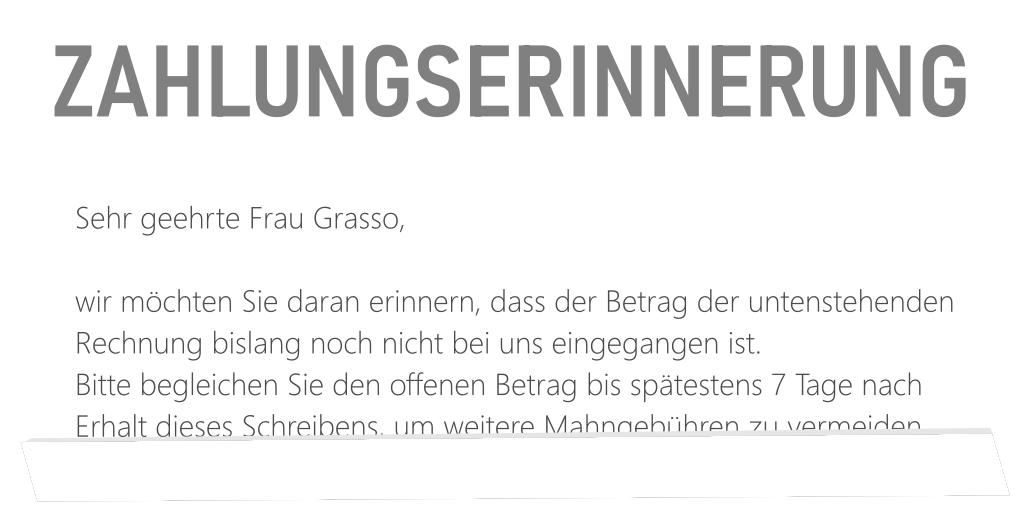 ZAHLUNGSERINNERUNG
Sehr geehrte Frau Grasso,
wir möchten Sie daran erinnern, dass der Betrag der untenstehenden
Rechnung bislang noch nicht bei uns eingegangen ist.
Bitte begleichen Sie den offenen Betrag bis spätestens 7 Tage nach
Erhalt dieses Schreibens, um weitere Mahngebühren zu vermeiden